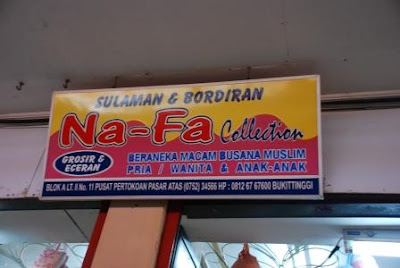 SULAMAN & BORDIRAN
Na-Fa Collection
GROSIR & ECERAN
BERANEKA MACAM BUSANA MUSLIM
PRIA / WANITA & ANAK-ANAK
BLOK A LT. II No. 11 PUSAT PERTOKOAN PASAR ATAS (0752) 34566 HP : 0812 67 67600 BUKITTINGGI